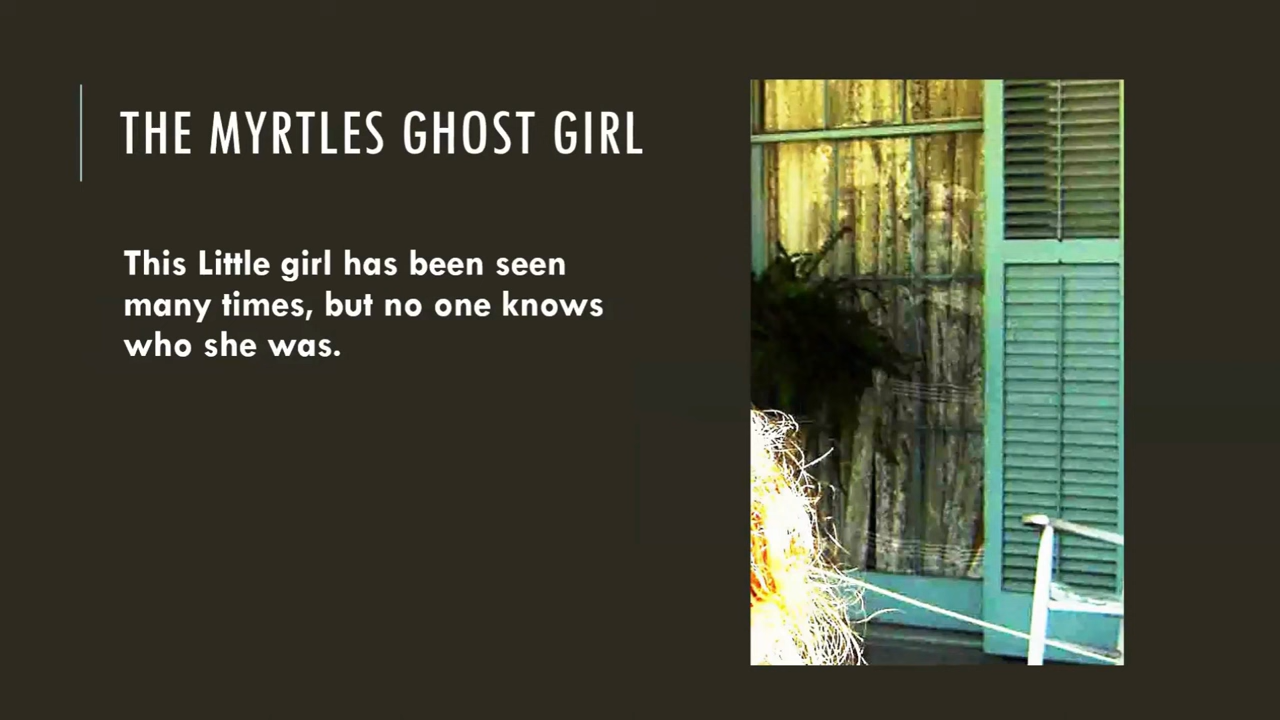 THE MYRTLES GHOST GIRL
This Little girl has been seen
many times, but no one knows
who she was.